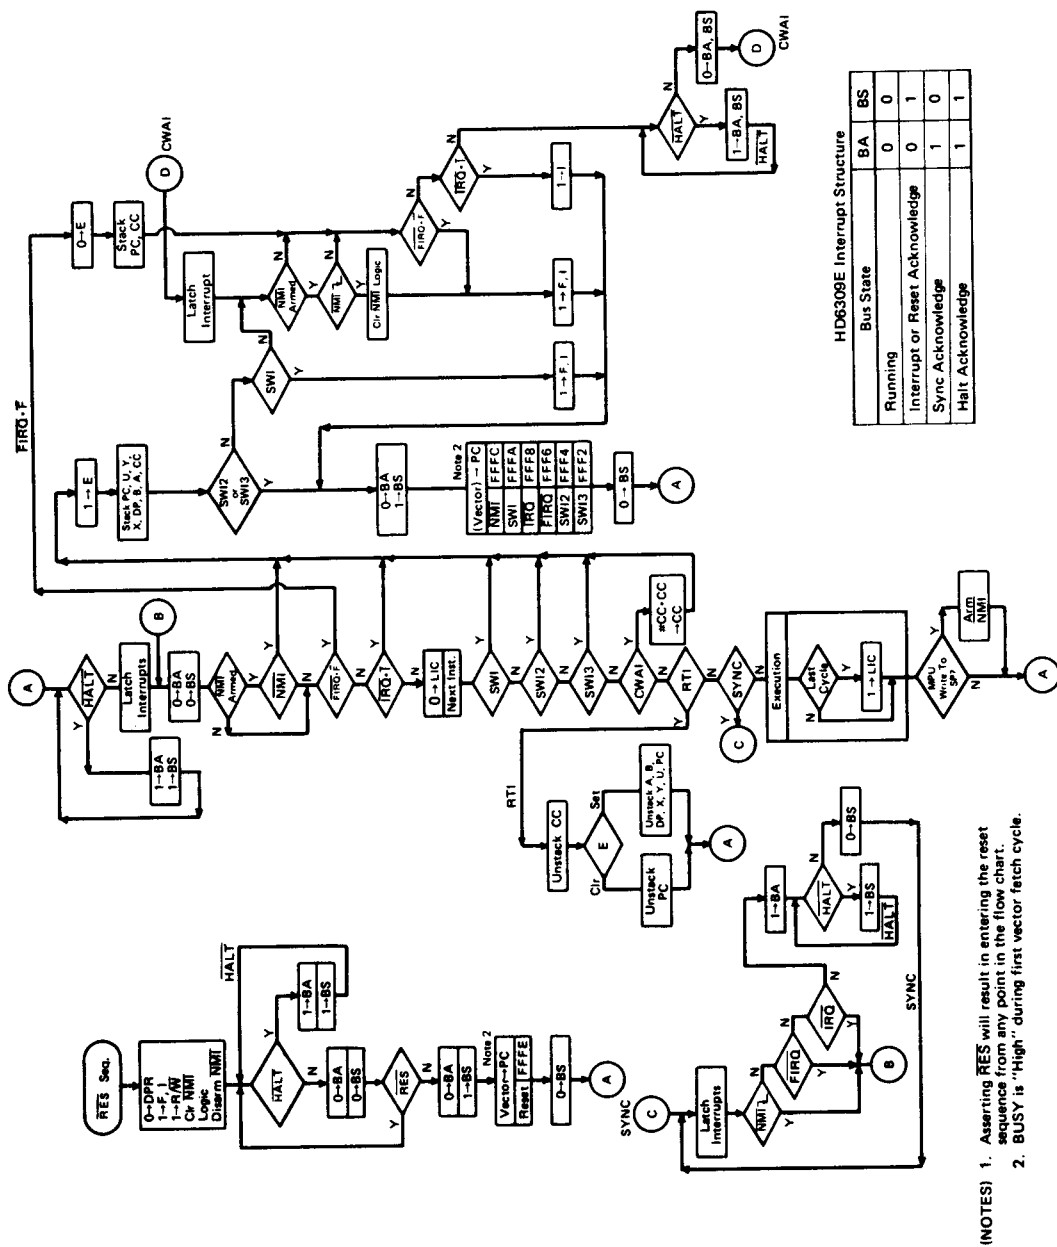 RES Seq.
0→DPR
1→F, I
1→R/W
Clr NMI
Logic
Disarm NMI
HALT
Y
N
HALT
1→BA
1→BS
0→BA
0→BS
RES
Y
N
0→BA
1→BS
Note 2
Vector→PC
Reset FFFE
0→BS
A
SYNC
C
Latch
Interrupts
NMI
N
Y
FIRQ
N
Y
IRQ
N
Y
B
1→BA
HALT
N
Y
1→BS
HALT
0→BS
SYNC
A
HALT
Y
N
1→BA
1→BS
Latch
Interrupts
B
0→BA
0→BS
NMI
Armed
N
Y
NMI
Y
N
FIRQ·F
Y
N
IRQ·I
Y
N
0→LIC
Next Inst.
SWI
Y
N
SWI2
Y
N
SWI3
Y
N
CWAI
Y
N
#CC·CC
→CC
RTI
Y
N
SYNC
Y
N
C
Execution
Last
Cycle
N
Y
1→LIC
MPU
Write To
SP?
Y
N
Arm
NMI
A
RTI
Unstack CC
E
Clr
Set
Unstack
PC
Unstack A, B,
DP, X, Y, U, PC
A
FIRQ·F
1→E
Stack PC, U, Y,
X, DP, B, A, CC
SWI2
or
SWI3
N
Y
0→BA
1→BS
Note 2
(Vector)→PC
NMI FFFC
SWI FFFA
IRQ FFF8
FIRQ FFF6
SWI2 FFF4
SWI3 FFF2
0→BS
A
SWI
N
Y
1→F, I
0→E
Stack
PC, CC
D
CWAI
Latch
Interrupt
NMI
Armed
N
Y
NMI
N
Y
Clr NMI Logic
1→F, I
FIRQ·F
N
Y
IRQ·I
N
Y
1→I
HALT
N
Y
1→BA, BS
HALT
0→BA, BS
D
CWAI
HD6309E Interrupt Structure
Bus State BA BS
Running 0 0
Interrupt or Reset Acknowledge 0 1
Sync Acknowledge 1 0
Halt Acknowledge 1 1
(NOTES) 1. Asserting RES will result in entering the reset
sequence from any point in the flow chart.
2. BUSY is "High" during first vector fetch cycle.